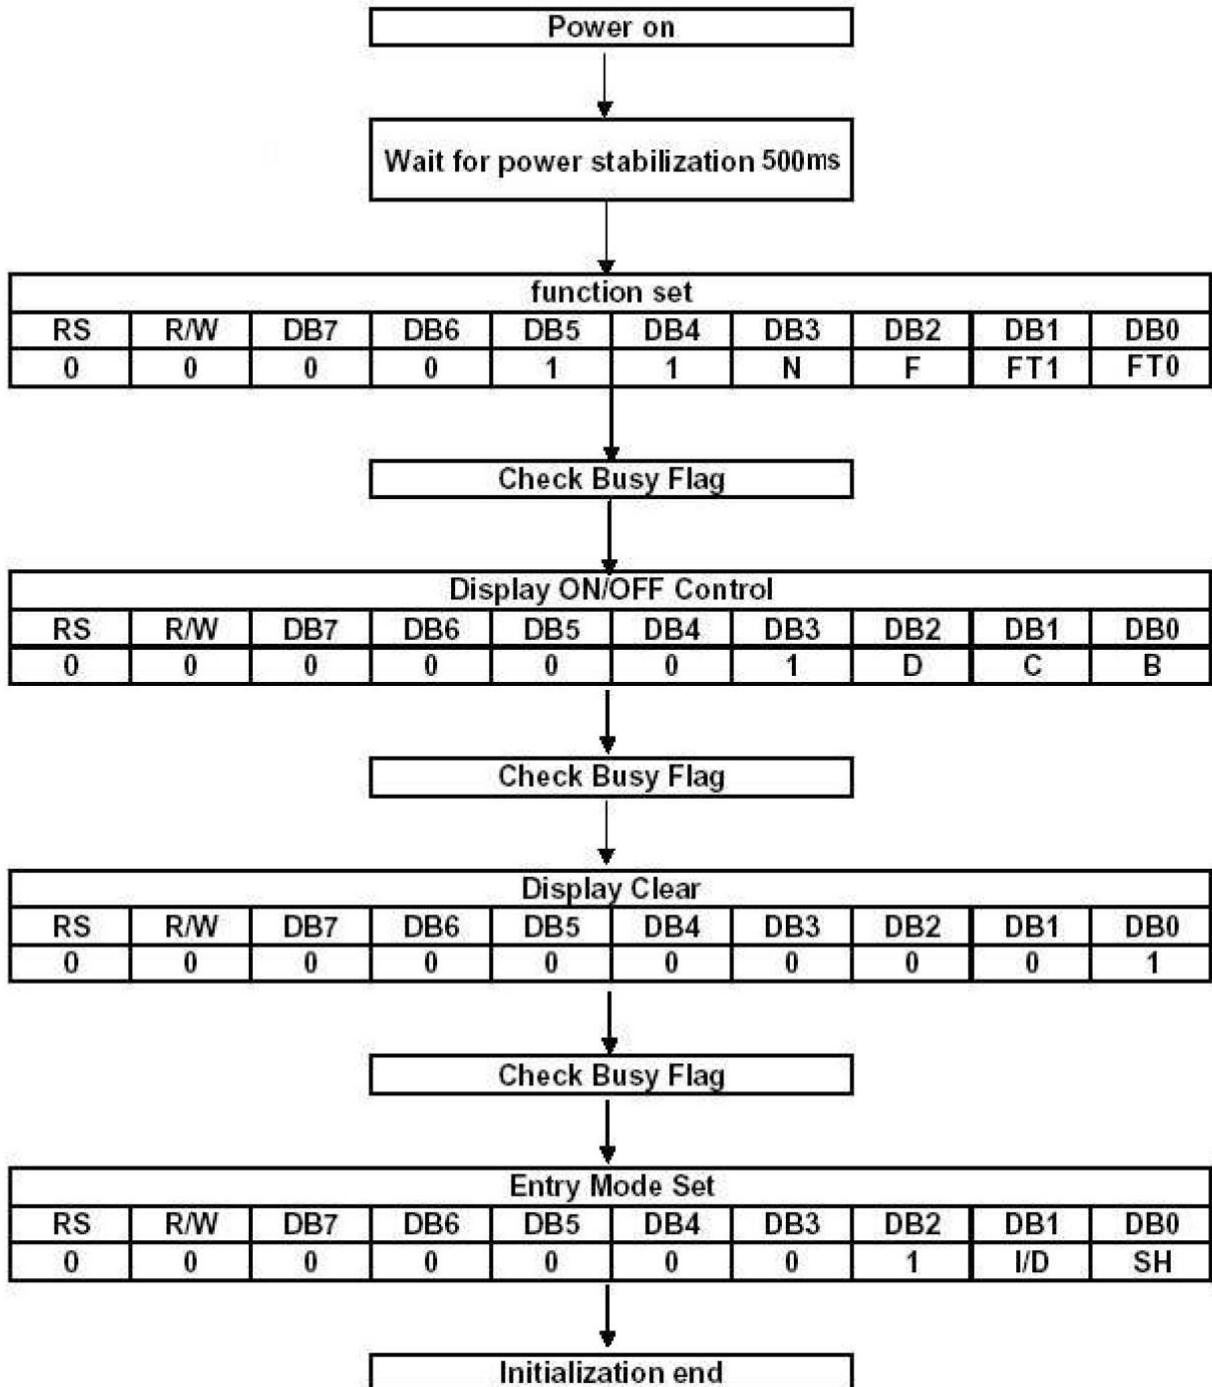 Power on
Wait for power stabilization 500ms
function set
RS R/W DB7 DB6 DB5 DB4 DB3 DB2 DB1 DB0
0 0 0 0 1 1 N F FT1 FT0
Check Busy Flag
Display ON/OFF Control
RS R/W DB7 DB6 DB5 DB4 DB3 DB2 DB1 DB0
0 0 0 0 0 0 1 D C B
Check Busy Flag
Display Clear
RS R/W DB7 DB6 DB5 DB4 DB3 DB2 DB1 DB0
0 0 0 0 0 0 0 0 0 1
Check Busy Flag
Entry Mode Set
RS R/W DB7 DB6 DB5 DB4 DB3 DB2 DB1 DB0
0 0 0 0 0 0 0 1 I/D SH
Initialization end